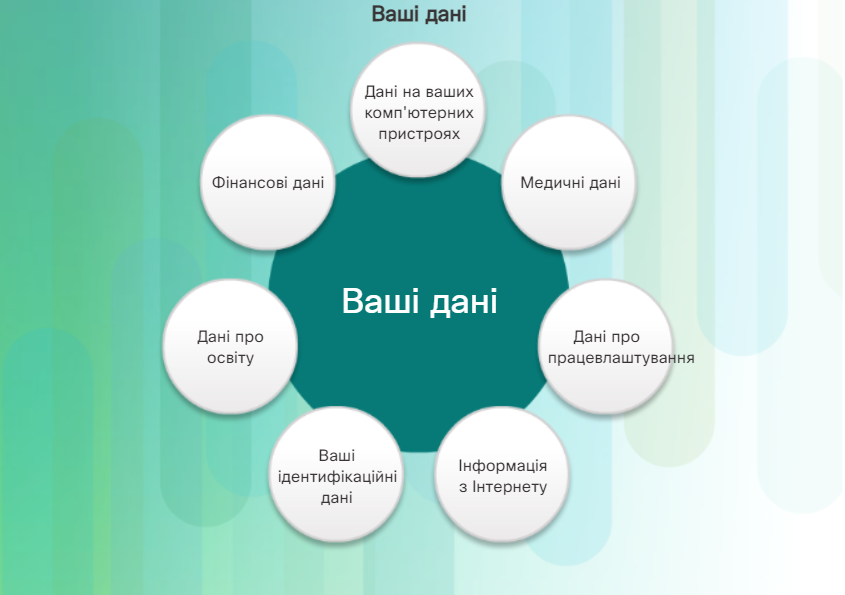 Ваші дані
Дані на ваших
комп'ютерних
пристроях
Фінансові дані
Медичні дані
Ваші дані
Дані про
освіту
Дані про
працевлаштування
Ваші
ідентифікаційні
дані
Інформація
з Інтернету